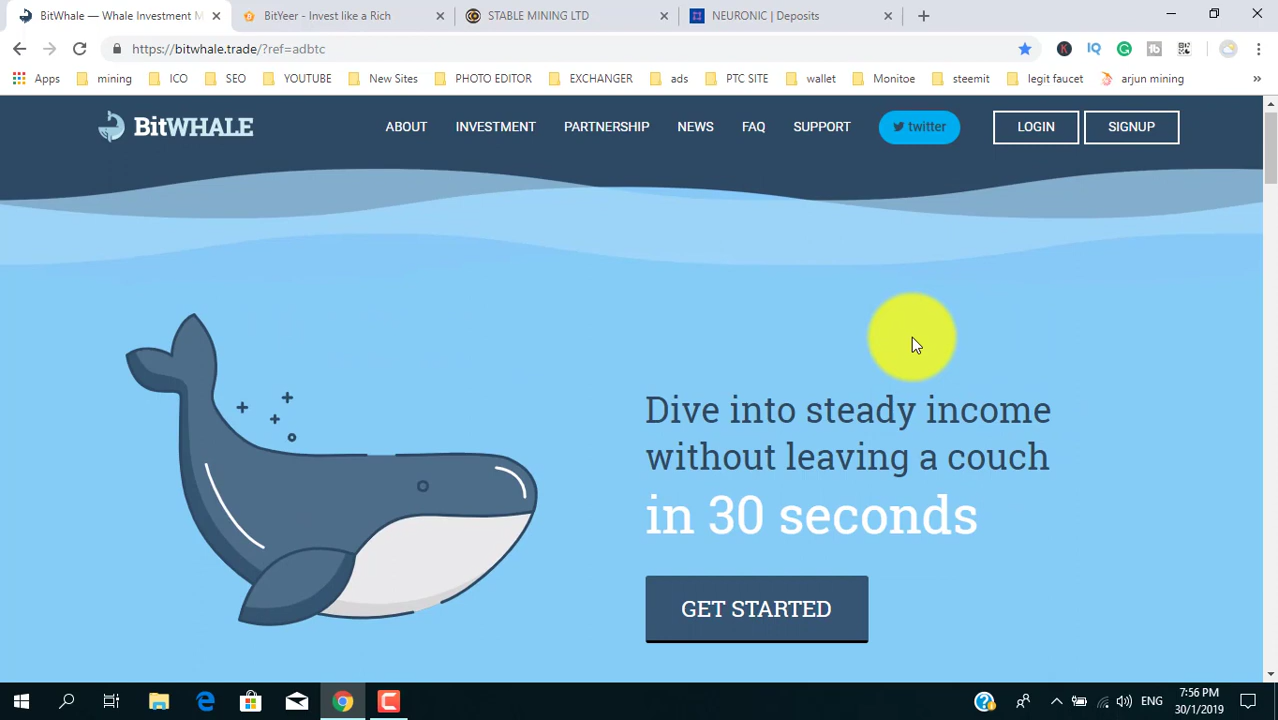 BitWhale — Whale Investment M
BitYeer - Invest like a Rich
STABLE MINING LTD
NEURONIC | Deposits
https://bitwhale.trade/?ref=adbtc
Apps mining ICO SEO YOUTUBE New Sites PHOTO EDITOR EXCHANGER ads PTC SITE wallet Monitoe steemit legit faucet arjun mining »
BitWHALE
ABOUT INVESTMENT PARTNERSHIP NEWS FAQ SUPPORT twitter LOGIN SIGNUP
Dive into steady income
without leaving a couch
in 30 seconds
GET STARTED
ENG
7:56 PM
30/1/2019